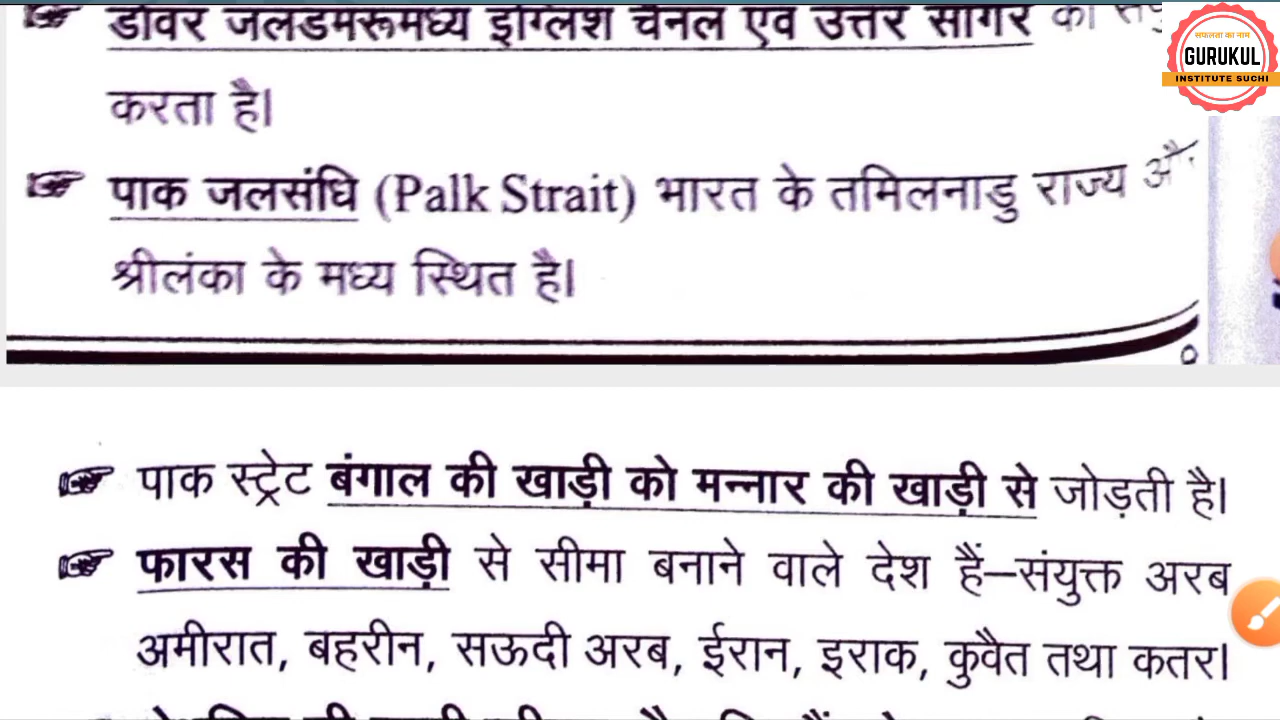 डोवर जलडमरूमध्य इंग्लिश चैनल एवं उत्तर सागर को
सफलता का नाम
GURUKUL
INSTITUTE SUCHI
करता है।
पाक जलसंधि (Palk Strait) भारत के तमिलनाडु राज्य
श्रीलंका के मध्य स्थित है।
पाक स्ट्रेट बंगाल की खाड़ी को मन्नार की खाड़ी से जोड़ती है।
फारस की खाड़ी से सीमा बनाने वाले देश हैं–संयुक्त अरब
अमीरात, बहरीन, सऊदी अरब, ईरान, इराक, कुवैत तथा कतर।